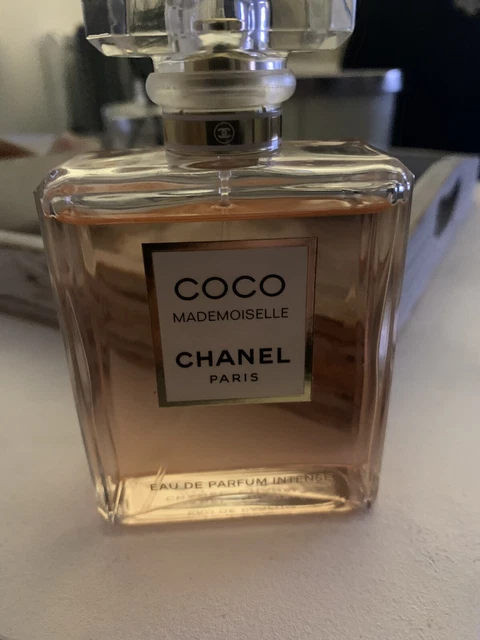 COCO
MADEMOISELLE
CHANEL
PARIS
EAU DE PARFUM INTENSE